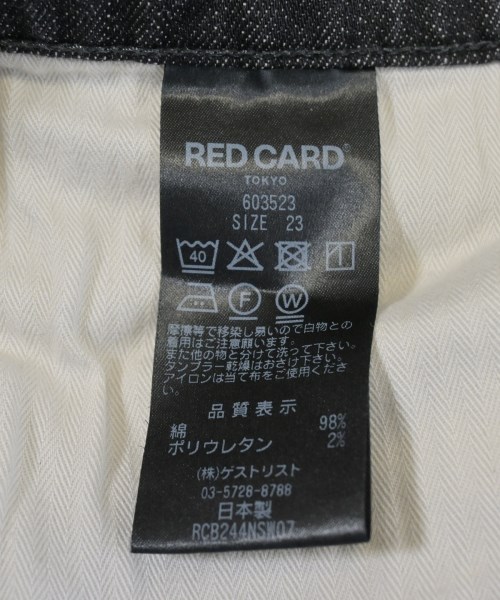 RED CARD®
TOKYO
603523
SIZE 23
40
F W
摩擦等で移染し易いので白物との
着用はご注意願います。
また他の物と分けて洗って下さい。
タンブラー乾燥はおさけ下さい。
アイロンは当て布をご使用くださ
い。
品質表示
綿 98%
ポリウレタン 2%
(株)ゲストリスト
03-5728-8788
日本製
RCB244NSW07